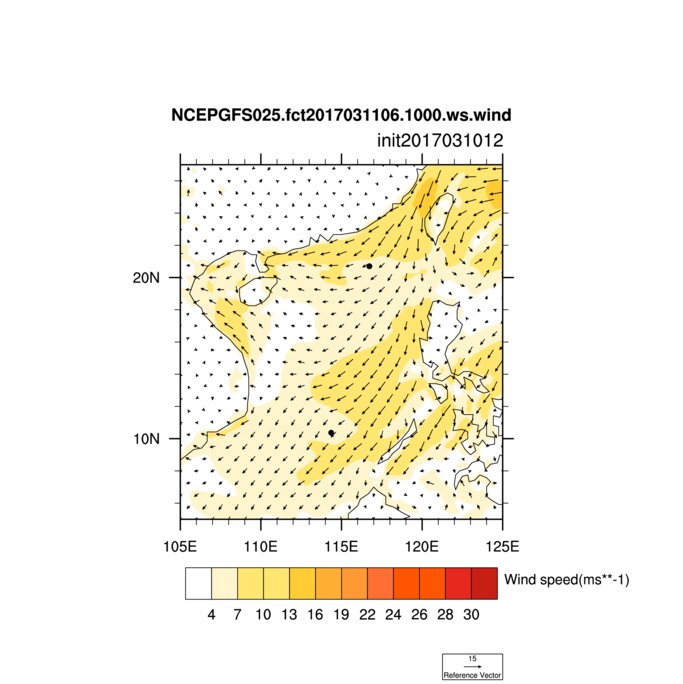 NCEPGFS025.fct2017031106.1000.ws.wind
init2017031012
20N
10N
105E 110E 115E 120E 125E
Wind speed(ms**-1)
4 7 10 13 16 19 22 24 26 28 30
15
Reference Vector